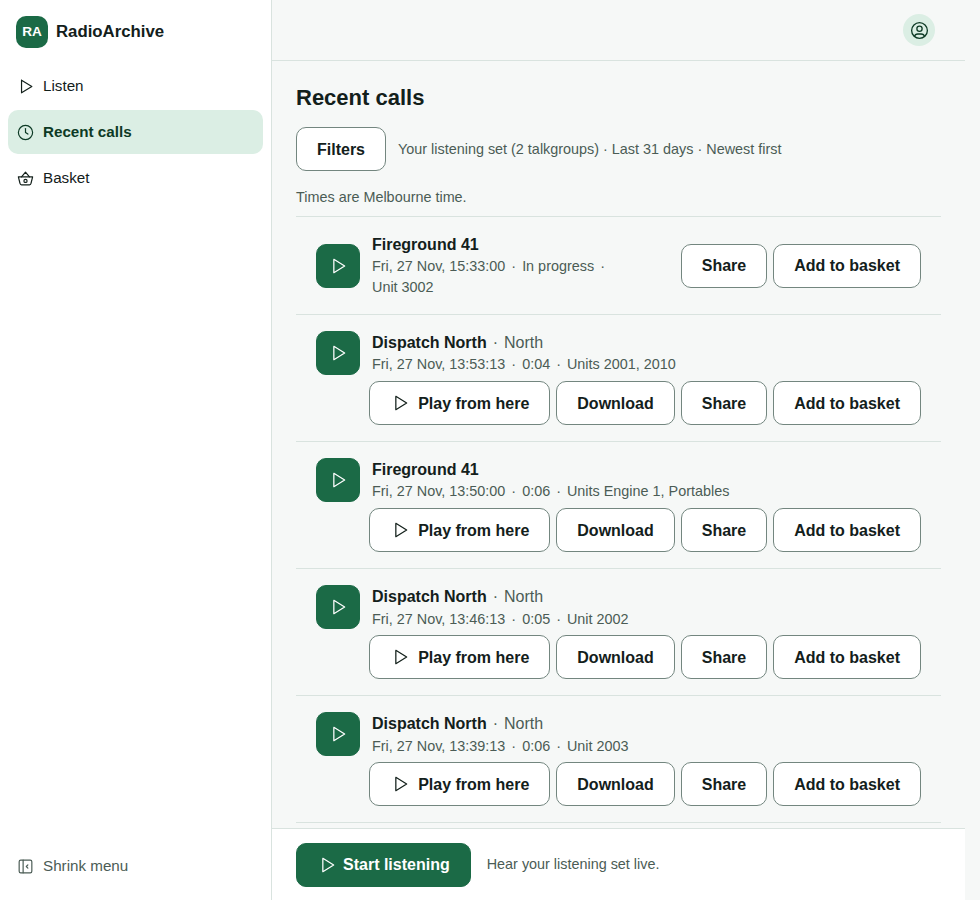 RA RadioArchive
Listen
Recent calls
Basket
Shrink menu
Recent calls
Filters Your listening set (2 talkgroups) · Last 31 days · Newest first
Times are Melbourne time.
Fireground 41
Fri, 27 Nov, 15:33:00 · In progress ·
Unit 3002
Share Add to basket
Dispatch North · North
Fri, 27 Nov, 13:53:13 · 0:04 · Units 2001, 2010
Play from here Download Share Add to basket
Fireground 41
Fri, 27 Nov, 13:50:00 · 0:06 · Units Engine 1, Portables
Play from here Download Share Add to basket
Dispatch North · North
Fri, 27 Nov, 13:46:13 · 0:05 · Unit 2002
Play from here Download Share Add to basket
Dispatch North · North
Fri, 27 Nov, 13:39:13 · 0:06 · Unit 2003
Play from here Download Share Add to basket
Start listening Hear your listening set live.